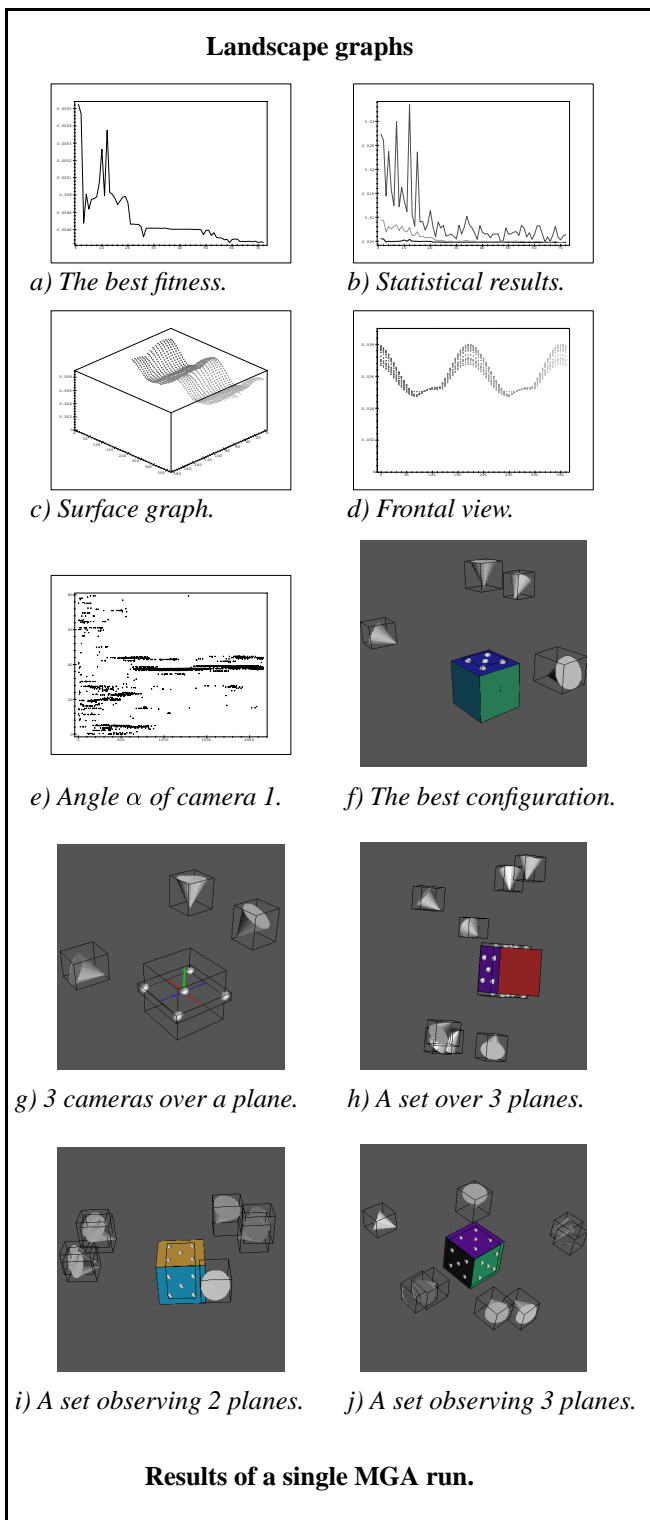 Landscape graphs
a) The best fitness.
b) Statistical results.
c) Surface graph.
d) Frontal view.
e) Angle α of camera 1.
f) The best configuration.
g) 3 cameras over a plane.
h) A set over 3 planes.
i) A set observing 2 planes.
j) A set observing 3 planes.
Results of a single MGA run.